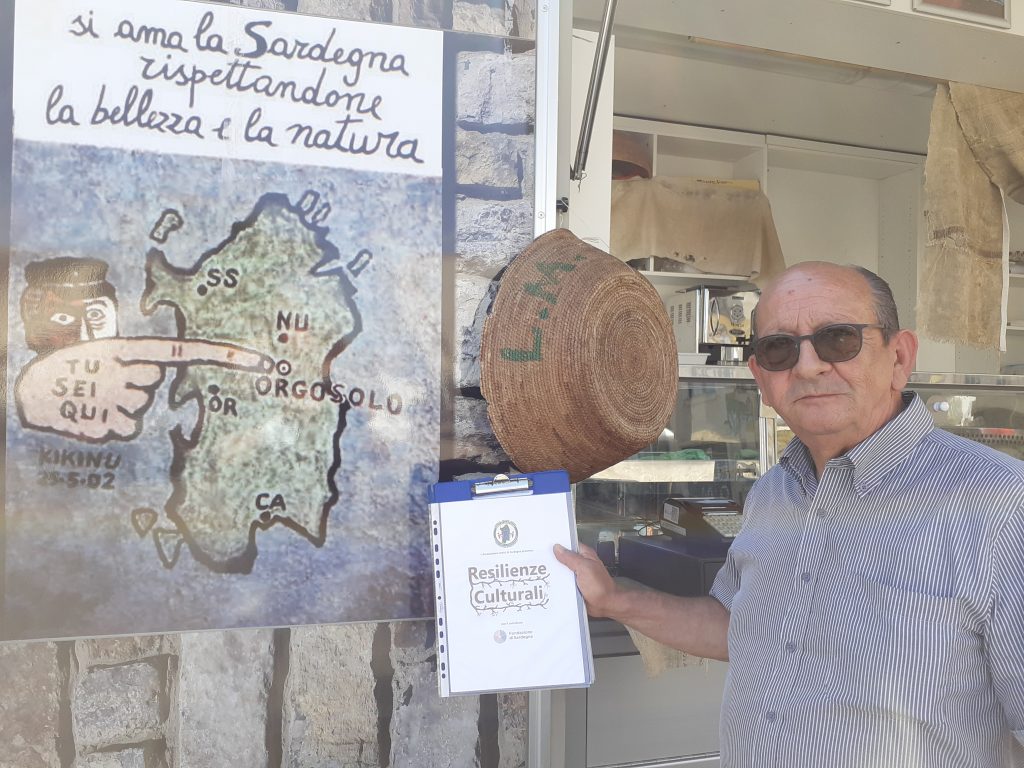 si ama la Sardegna
rispettandone
la bellezza e la natura
SS
NU
ORGOSOLO
TU
SEI
QUI
OR
KIKINU
25-5-02
CA
L.M.
L
Resilienze
Culturali
Fondazione
di Sardegna